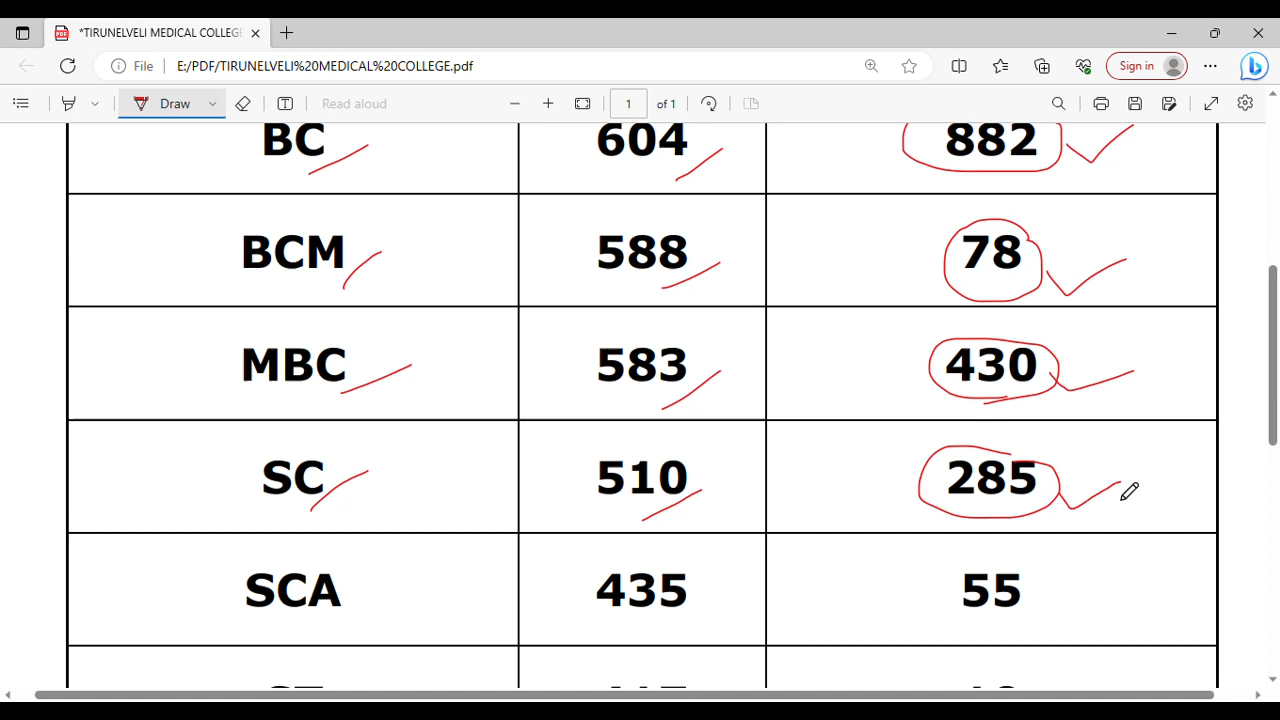 *TIRUNELVELI MEDICAL COLLEGE
File E:/PDF/TIRUNELVELI%20MEDICAL%20COLLEGE.pdf Sign in
Draw Read aloud 1 of 1
BC 604 882
BCM 588 78
MBC 583 430
SC 510 285
SCA 435 55